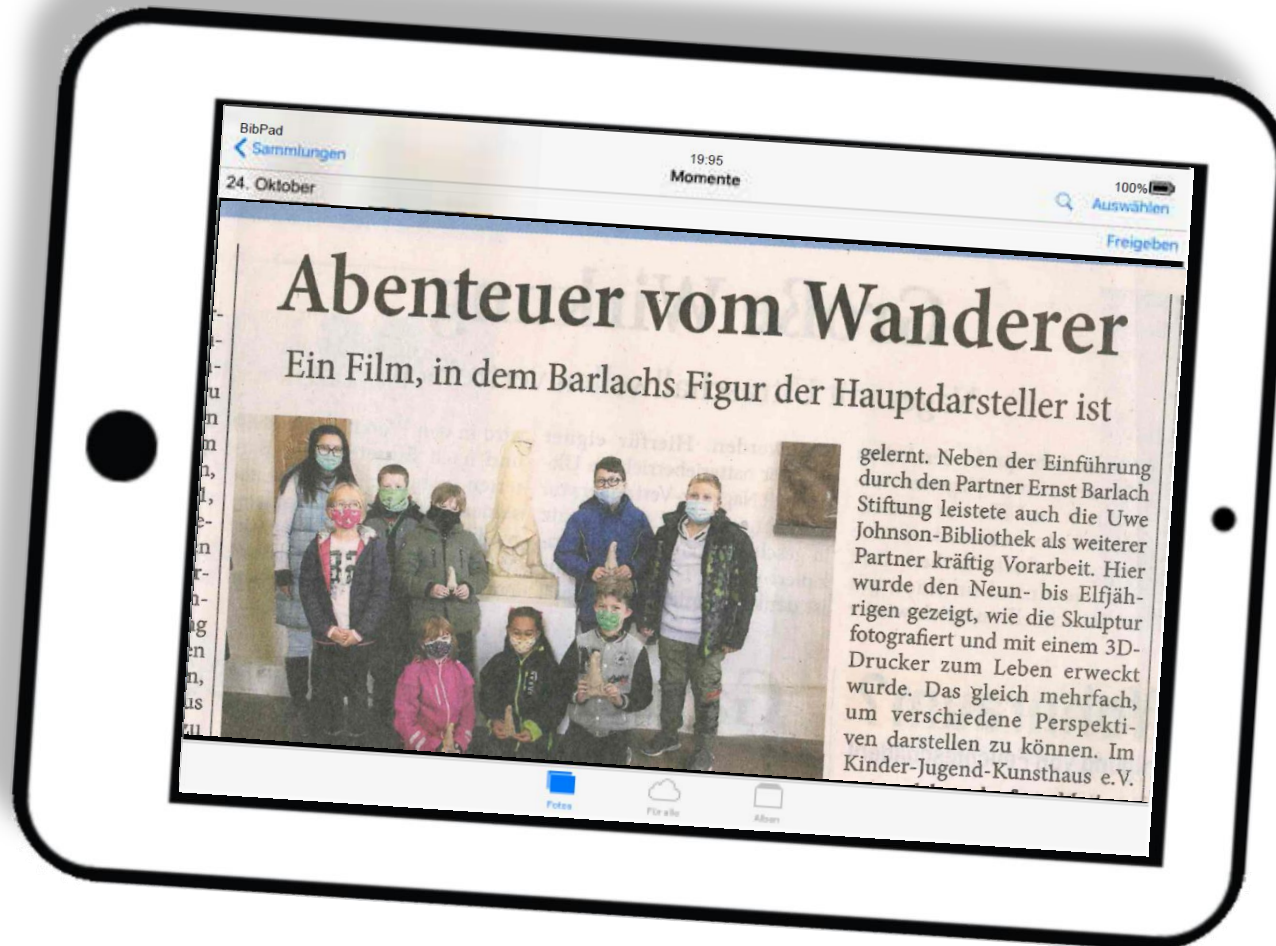 BibPad
19:95
100%
Sammlungen
Momente
Auswählen
24. Oktober
Freigeben
Abenteuer vom Wanderer
Ein Film, in dem Barlachs Figur der Hauptdarsteller ist
gelernt. Neben der Einführung
durch den Partner Ernst Barlach
Stiftung leistete auch die Uwe
Johnson-Bibliothek als weiterer
Partner kräftig Vorarbeit. Hier
wurde den Neun- bis Elfjäh-
rigen gezeigt, wie die Skulptur
fotografiert und mit einem 3D-
Drucker zum Leben erweckt
wurde. Das gleich mehrfach,
um verschiedene Perspekti-
ven darstellen zu können. Im
Kinder-Jugend-Kunsthaus e.V.
Fotos
Für alle
Alben